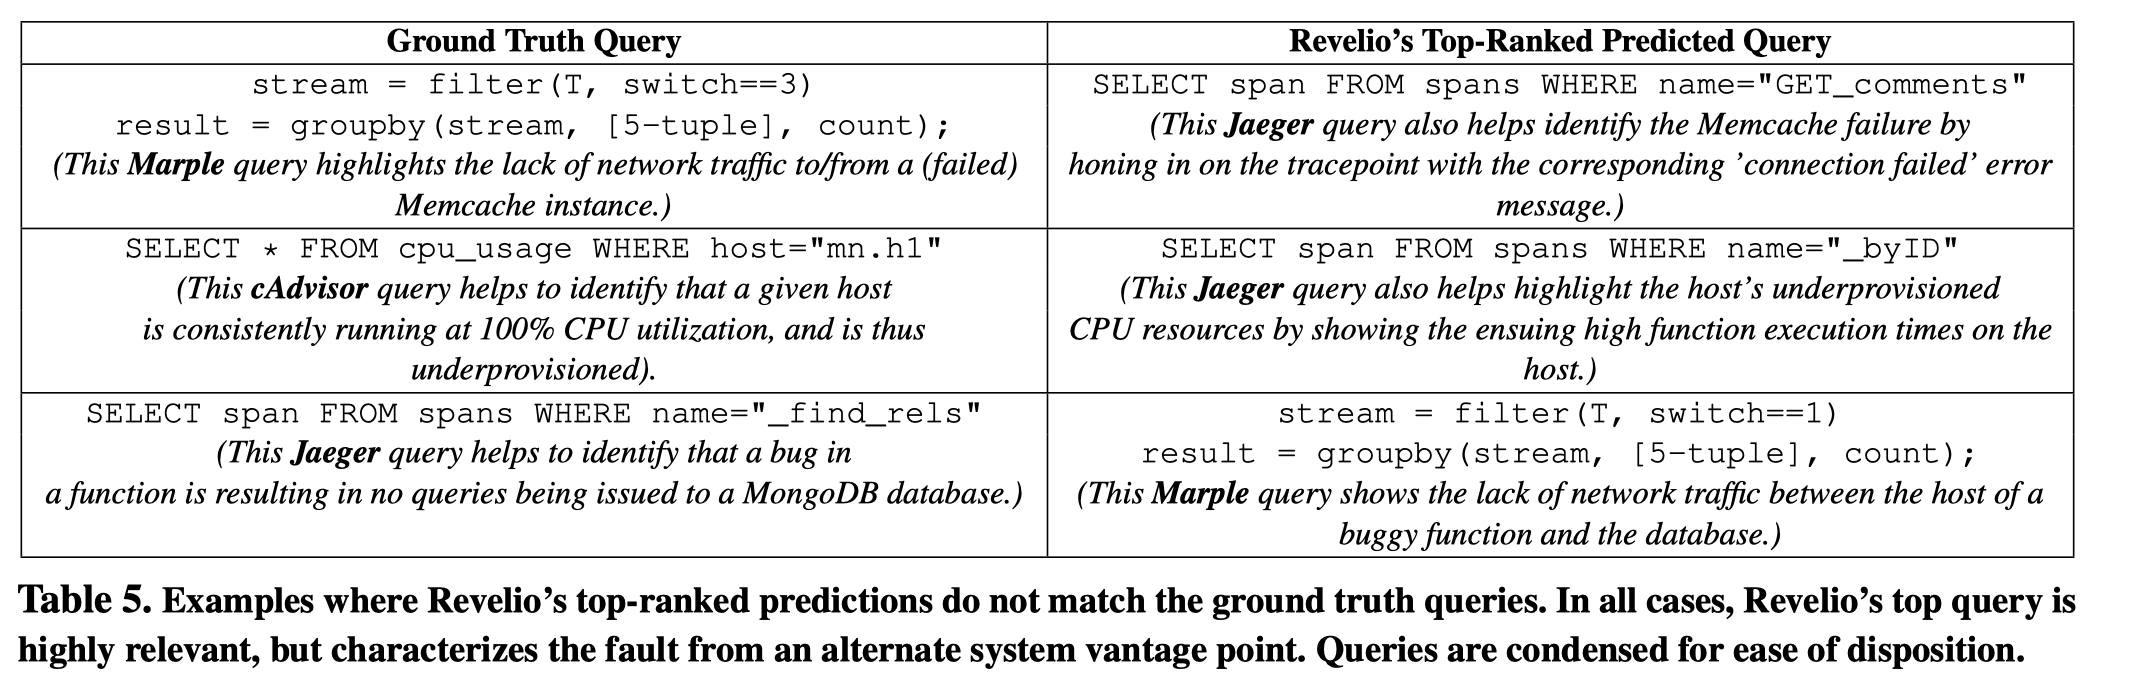 Ground Truth Query
Revelio's Top-Ranked Predicted Query
stream = filter(T, switch==3)
result = groupby(stream, [5-tuple], count);
(This Marple query highlights the lack of network traffic to/from a (failed)
Memcache instance.)
SELECT span FROM spans WHERE name="GET_comments"
(This Jaeger query also helps identify the Memcache failure by
honing in on the tracepoint with the corresponding 'connection failed' error
message.)
SELECT * FROM cpu_usage WHERE host="mn.h1"
(This cAdvisor query helps to identify that a given host
is consistently running at 100% CPU utilization, and is thus
underprovisioned).
SELECT span FROM spans WHERE name="_byID"
(This Jaeger query also helps highlight the host's underprovisioned
CPU resources by showing the ensuing high function execution times on the
host.)
SELECT span FROM spans WHERE name="_find_rels"
(This Jaeger query helps to identify that a bug in
a function is resulting in no queries being issued to a MongoDB database.)
stream = filter(T, switch==1)
result = groupby(stream, [5-tuple], count);
(This Marple query shows the lack of network traffic between the host of a
buggy function and the database.)
Table 5. Examples where Revelio's top-ranked predictions do not match the ground truth queries. In all cases, Revelio's top query is
highly relevant, but characterizes the fault from an alternate system vantage point. Queries are condensed for ease of disposition.